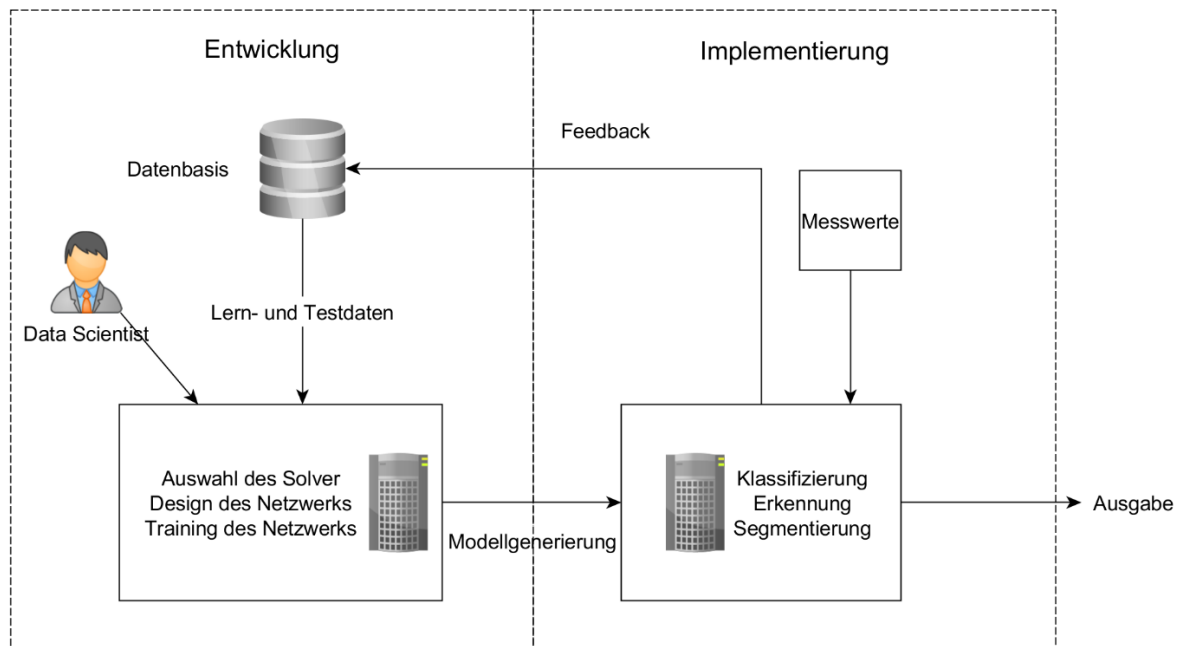 Entwicklung
Implementierung
Feedback
Datenbasis
Messwerte
Lern- und Testdaten
Data Scientist
Auswahl des Solver
Design des Netzwerks
Training des Netzwerks
Modellgenerierung
Klassifizierung
Erkennung
Segmentierung
Ausgabe